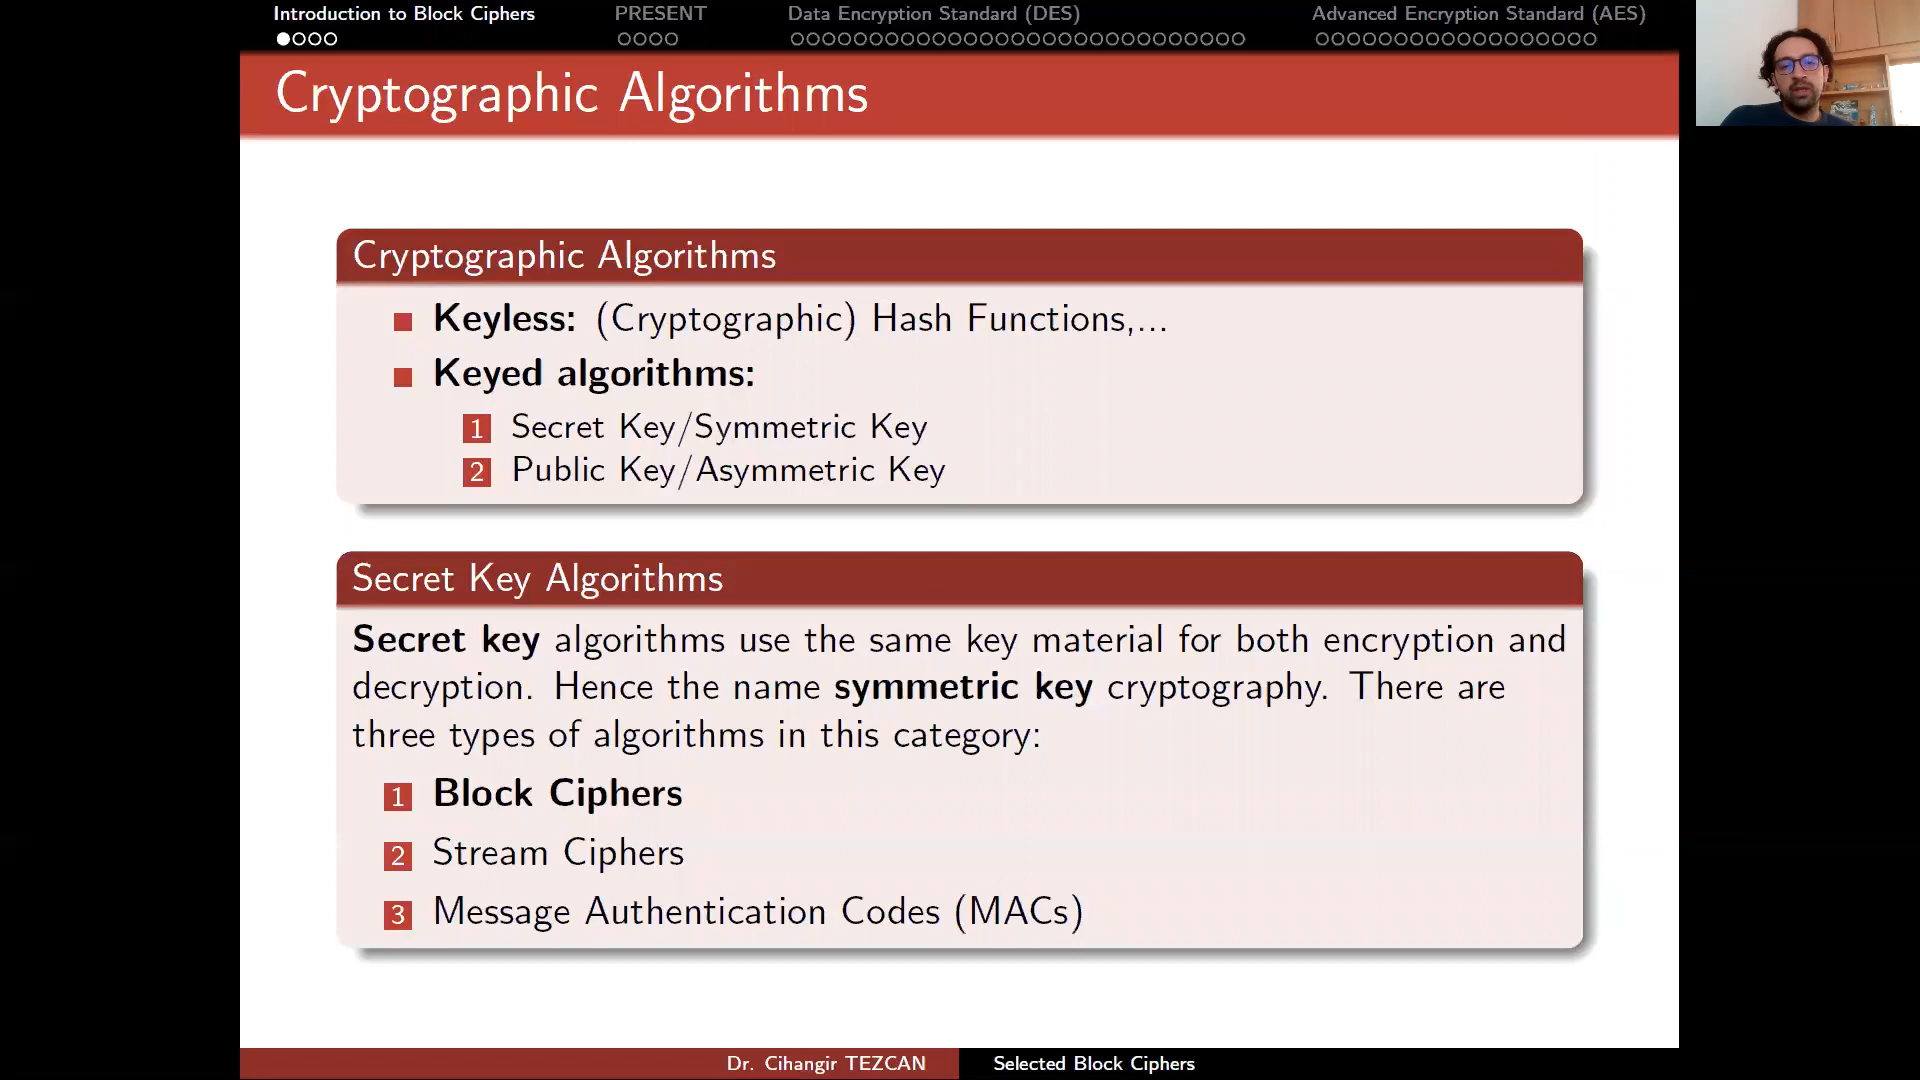 Introduction to Block Ciphers
PRESENT
Data Encryption Standard (DES)
Advanced Encryption Standard (AES)
Cryptographic Algorithms
Cryptographic Algorithms
Keyless: (Cryptographic) Hash Functions,...
Keyed algorithms:
1 Secret Key/Symmetric Key
2 Public Key/Asymmetric Key
Secret Key Algorithms
Secret key algorithms use the same key material for both encryption and
decryption. Hence the name symmetric key cryptography. There are
three types of algorithms in this category:
1 Block Ciphers
2 Stream Ciphers
3 Message Authentication Codes (MACs)
Dr. Cihangir TEZCAN
Selected Block Ciphers